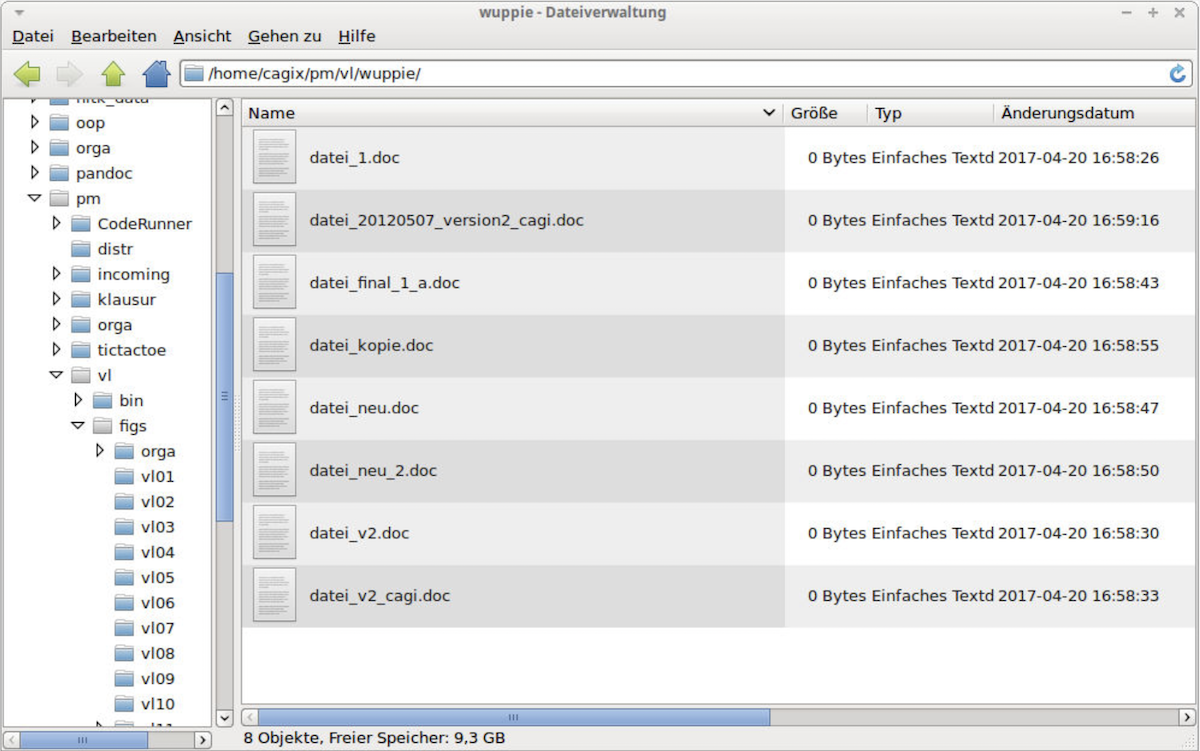 wuppie - Dateiverwaltung
Datei Bearbeiten Ansicht Gehen zu Hilfe
/home/cagix/pm/vl/wuppie/
oop
orga
pandoc
pm
CodeRunner
distr
incoming
klausur
orga
tictactoe
vl
bin
figs
orga
vl01
vl02
vl03
vl04
vl05
vl06
vl07
vl08
vl09
vl10
Name Größe Typ Änderungsdatum
datei_1.doc 0 Bytes Einfaches Textd 2017-04-20 16:58:26
datei_20120507_version2_cagi.doc 0 Bytes Einfaches Textd 2017-04-20 16:59:16
datei_final_1_a.doc 0 Bytes Einfaches Textd 2017-04-20 16:58:43
datei_kopie.doc 0 Bytes Einfaches Textd 2017-04-20 16:58:55
datei_neu.doc 0 Bytes Einfaches Textd 2017-04-20 16:58:47
datei_neu_2.doc 0 Bytes Einfaches Textd 2017-04-20 16:58:50
datei_v2.doc 0 Bytes Einfaches Textd 2017-04-20 16:58:30
datei_v2_cagi.doc 0 Bytes Einfaches Textd 2017-04-20 16:58:33
8 Objekte, Freier Speicher: 9,3 GB